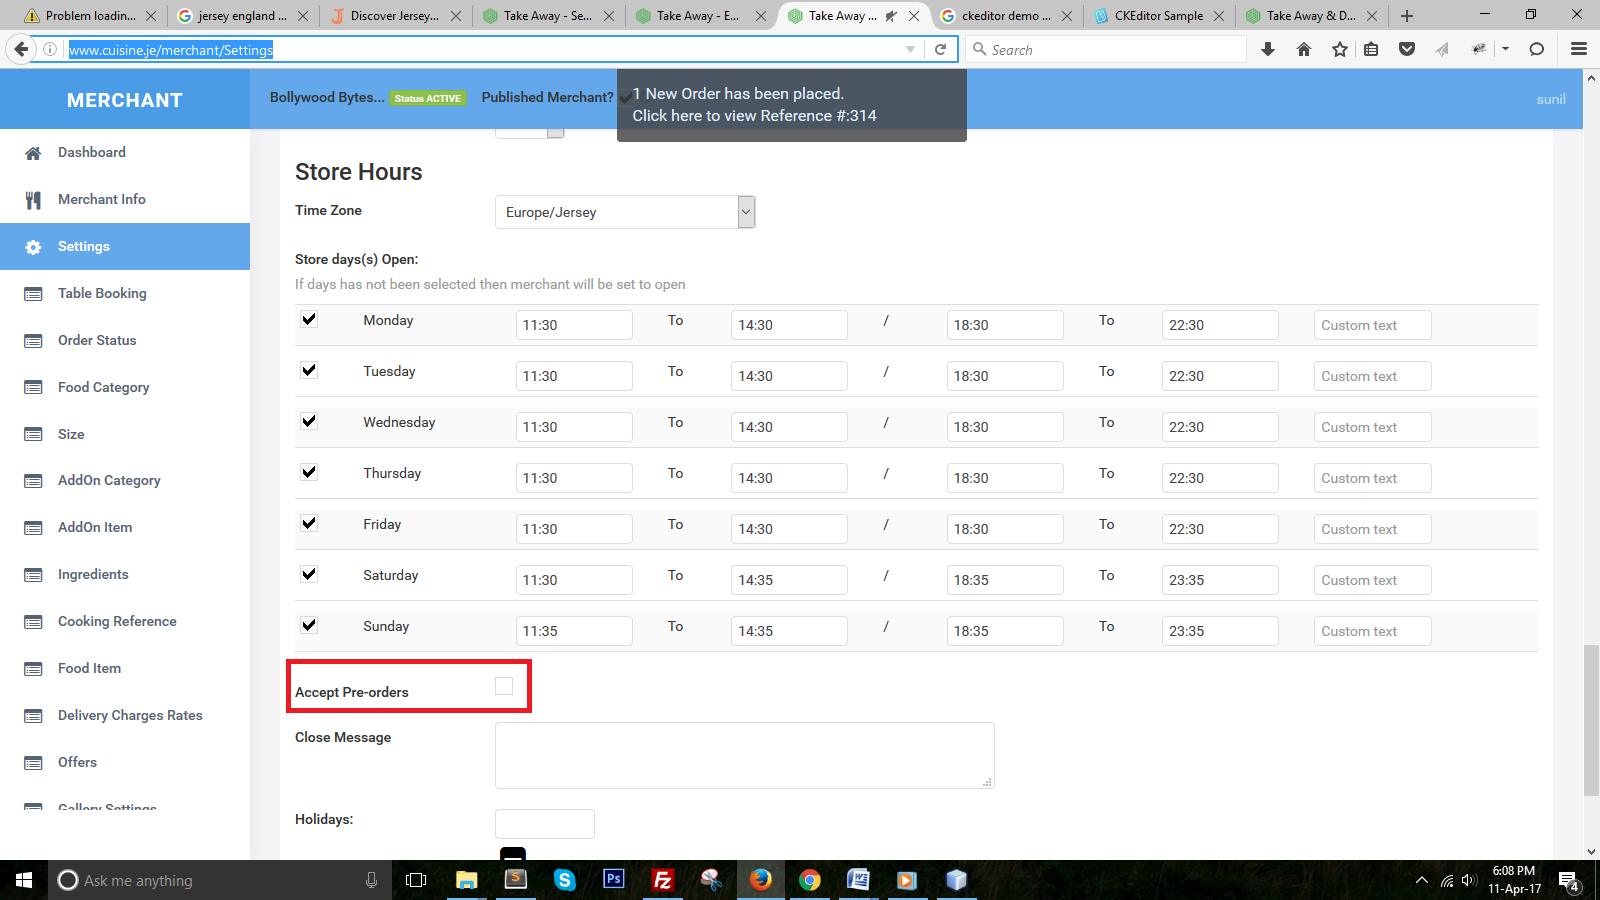 Problem loadin...
jersey england ...
Discover Jersey...
Take Away - Se...
Take Away - E...
Take Away ...
ckeditor demo ...
CKEditor Sample
Take Away & D...
www.cuisine.je/merchant/Settings
Search
MERCHANT
Bollywood Bytes... Status ACTIVE Published Merchant?
1 New Order has been placed.
Click here to view Reference #:314
sunil
Dashboard
Merchant Info
Settings
Table Booking
Order Status
Food Category
Size
AddOn Category
AddOn Item
Ingredients
Cooking Reference
Food Item
Delivery Charges Rates
Offers
Gallery Settings
Store Hours
Time Zone Europe/Jersey
Store days(s) Open:
If days has not been selected then merchant will be set to open
Monday 11:30 To 14:30 / 18:30 To 22:30 Custom text
Tuesday 11:30 To 14:30 / 18:30 To 22:30 Custom text
Wednesday 11:30 To 14:30 / 18:30 To 22:30 Custom text
Thursday 11:30 To 14:30 / 18:30 To 22:30 Custom text
Friday 11:30 To 14:30 / 18:30 To 22:30 Custom text
Saturday 11:30 To 14:35 / 18:35 To 23:35 Custom text
Sunday 11:35 To 14:35 / 18:35 To 23:35 Custom text
Accept Pre-orders
Close Message
Holidays:
Ask me anything
6:08 PM
11-Apr-17
4